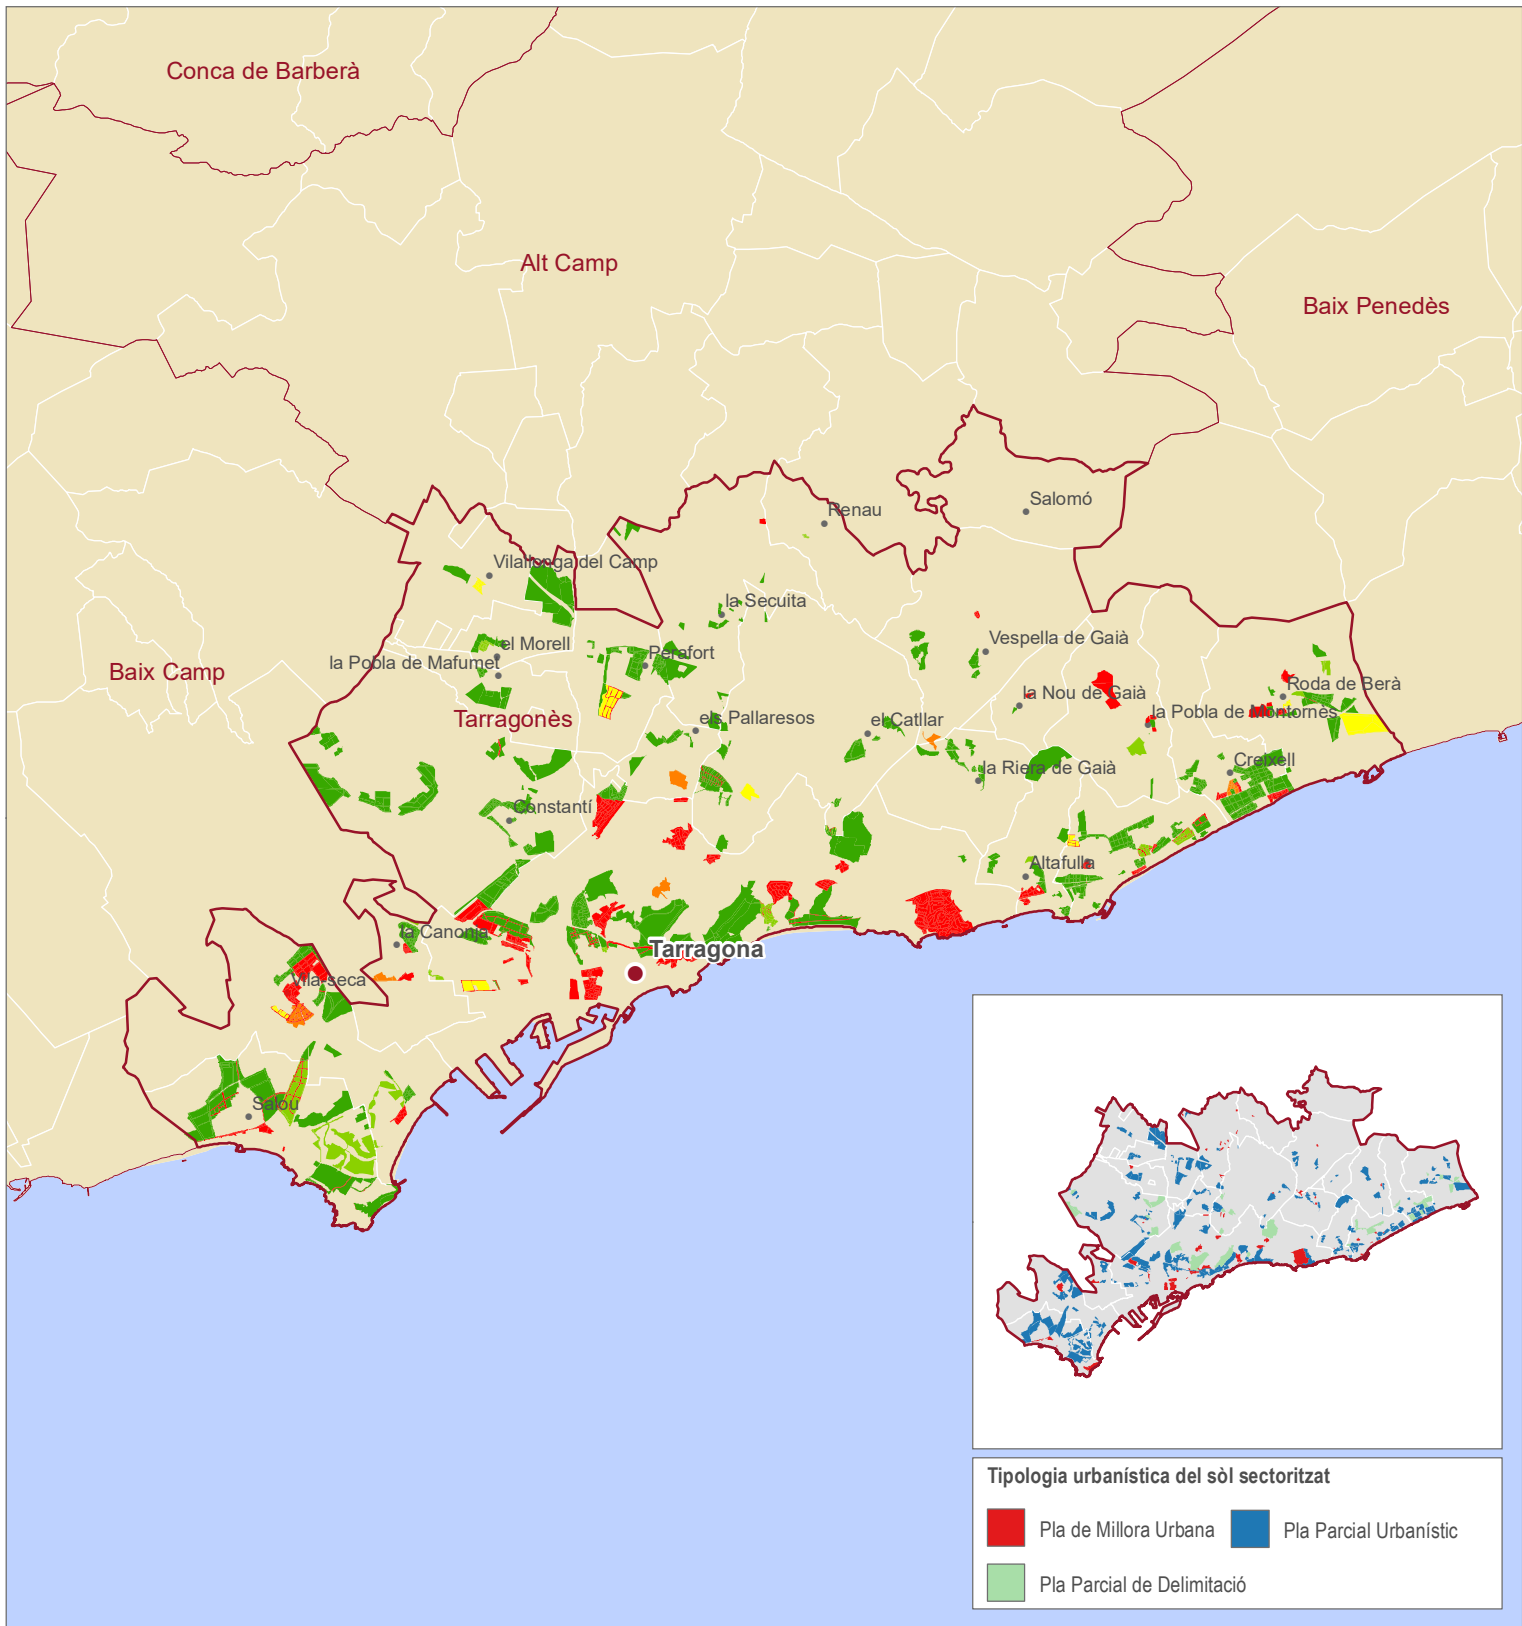 Conca de Barberà
Alt Camp
Baix Penedès
Salomó
Renau
Vilallonga del Camp
la Secuita
Vespella de Gaià
el Morell
Perafort
la Pobla de Mafumet
Baix Camp
Roda de Berà
la Nou de Gaià
la Pobla de Montornès
Tarragonès
els Pallaresos
el Catllar
Creixell
la Riera de Gaià
Constantí
Altafulla
la Canonja
Tarragona
Vila-seca
Salou
Tipologia urbanística del sòl sectoritzat
Pla de Millora Urbana
Pla Parcial Urbanístic
Pla Parcial de Delimitació